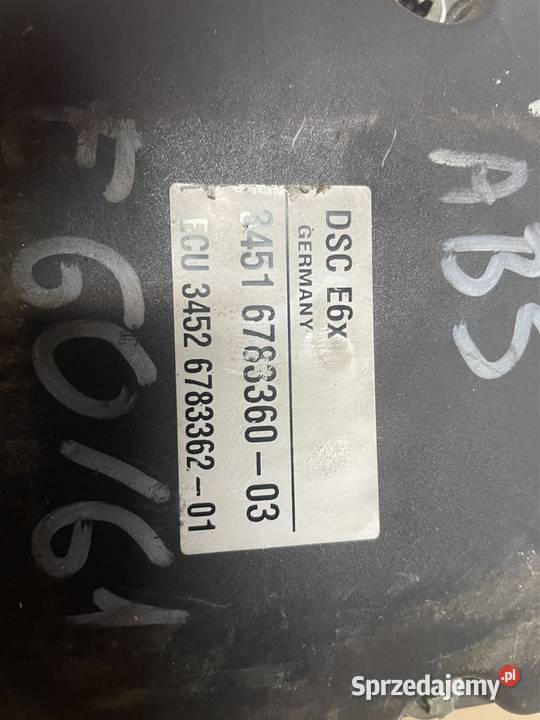 ABS
DSC E6x
GERMANY
3451 6783360-03
ECU 3452 6783362-01
E60/61
Sprzedajemy.pl